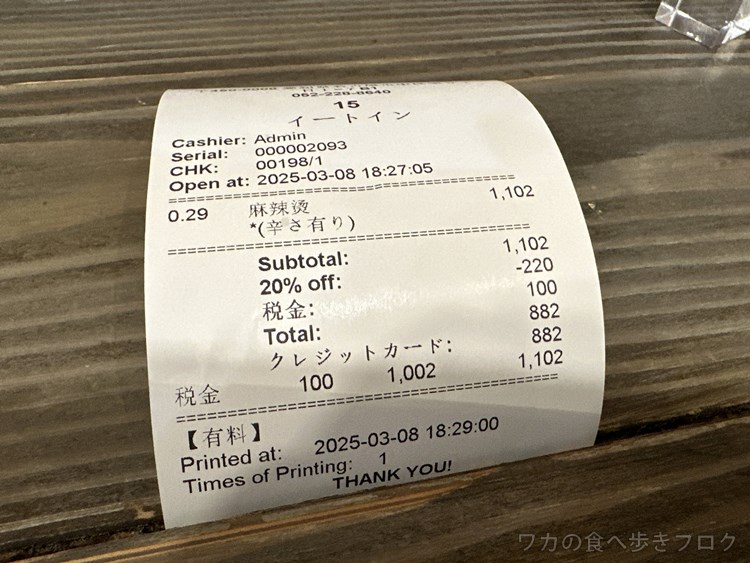 062-228-8640
15
イートイン
Cashier: Admin
Serial: 000002093
CHK: 00198/1
Open at: 2025-03-08 18:27:05
0.29 麻辣烫 1,102
*(辛さ有り)
Subtotal: 1,102
20% off: -220
税金: 100
Total: 882
クレジットカード: 882
税金 100 1,002 1,102
【有料】
Printed at: 2025-03-08 18:29:00
Times of Printing: 1
THANK YOU!
ワカの食べ歩きブログ